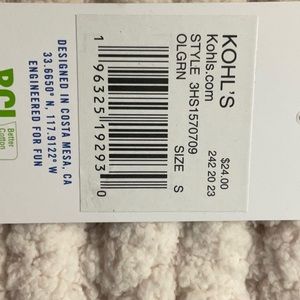 KOHL'S
Kohls.com
STYLE 3HS1570709
OLGRN
SIZE S
$24.00
242 20 23
1 96325 19293 0
DESIGNED IN COSTA MESA, CA
33.6650° N, 117.9122° W
ENGINEERED FOR FUN
BCI
Better
Cotton